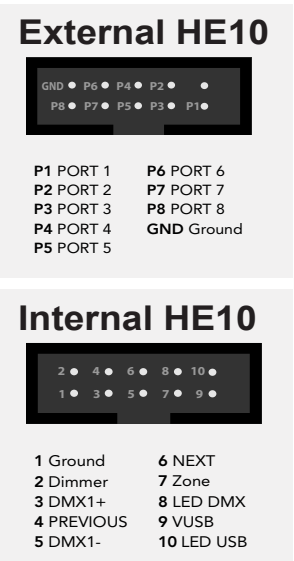 External HE10
GND P6 P4 P2
P8 P7 P5 P3 P1
P1 PORT 1
P2 PORT 2
P3 PORT 3
P4 PORT 4
P5 PORT 5
P6 PORT 6
P7 PORT 7
P8 PORT 8
GND Ground
Internal HE10
2 4 6 8 10
1 3 5 7 9
1 Ground
2 Dimmer
3 DMX1+
4 PREVIOUS
5 DMX1-
6 NEXT
7 Zone
8 LED DMX
9 VUSB
10 LED USB